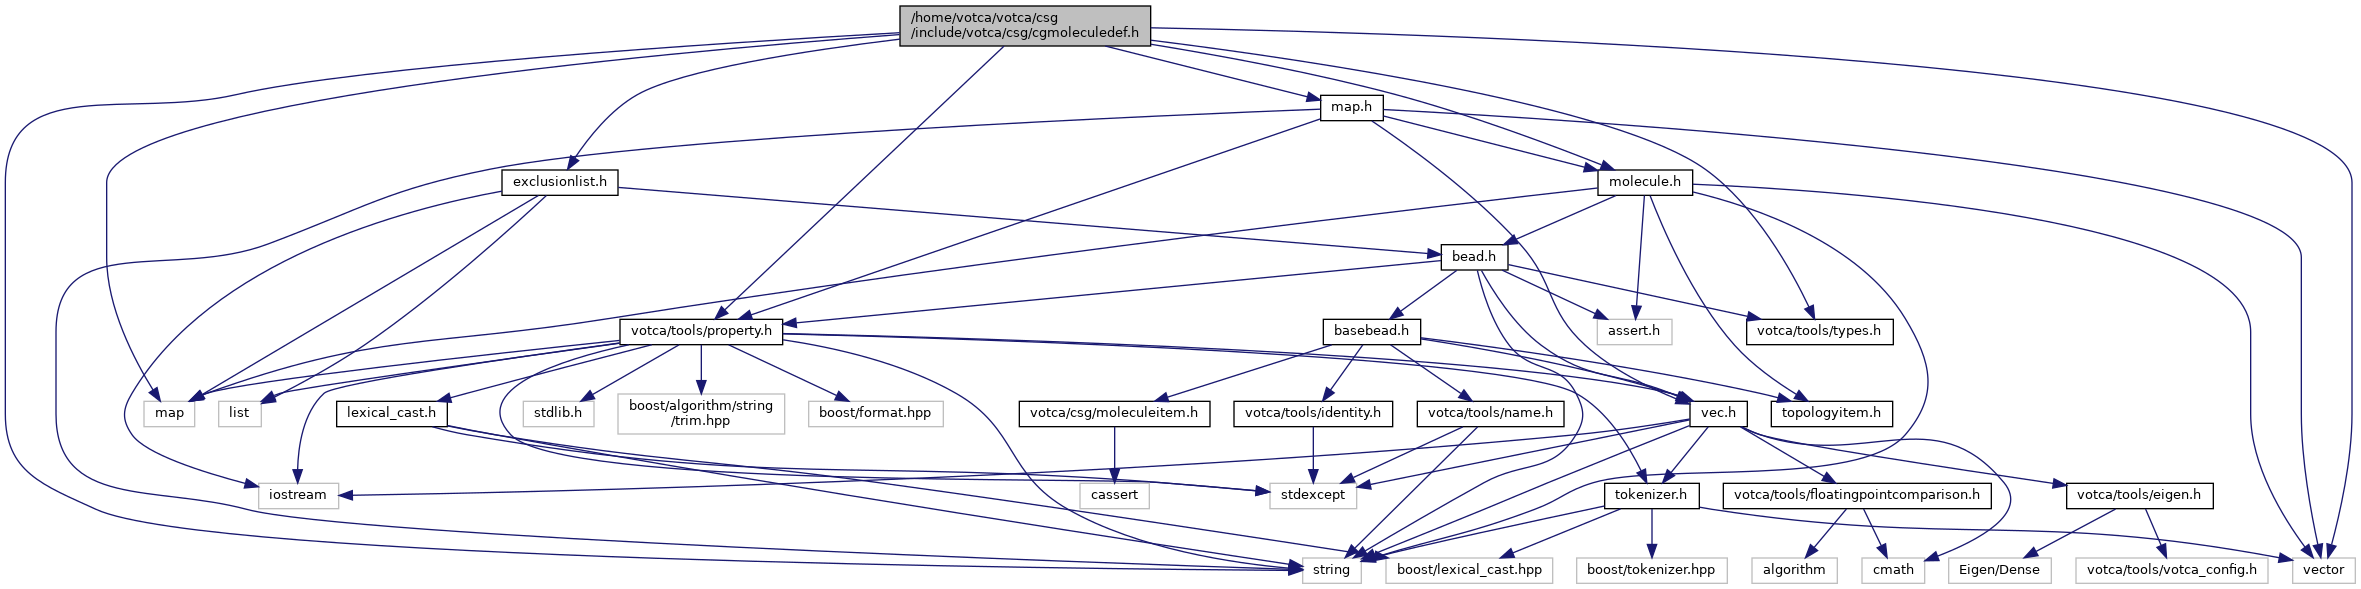 /home/votca/votca/csg
/include/votca/csg/cgmoleculedef.h
map.h
exclusionlist.h
molecule.h
bead.h
votca/tools/property.h
basebead.h
assert.h
votca/tools/types.h
map
list
lexical_cast.h
stdlib.h
boost/algorithm/string
/trim.hpp
boost/format.hpp
votca/csg/moleculeitem.h
votca/tools/identity.h
votca/tools/name.h
vec.h
topologyitem.h
iostream
cassert
stdexcept
tokenizer.h
votca/tools/floatingpointcomparison.h
votca/tools/eigen.h
string
boost/lexical_cast.hpp
boost/tokenizer.hpp
algorithm
cmath
Eigen/Dense
votca/tools/votca_config.h
vector